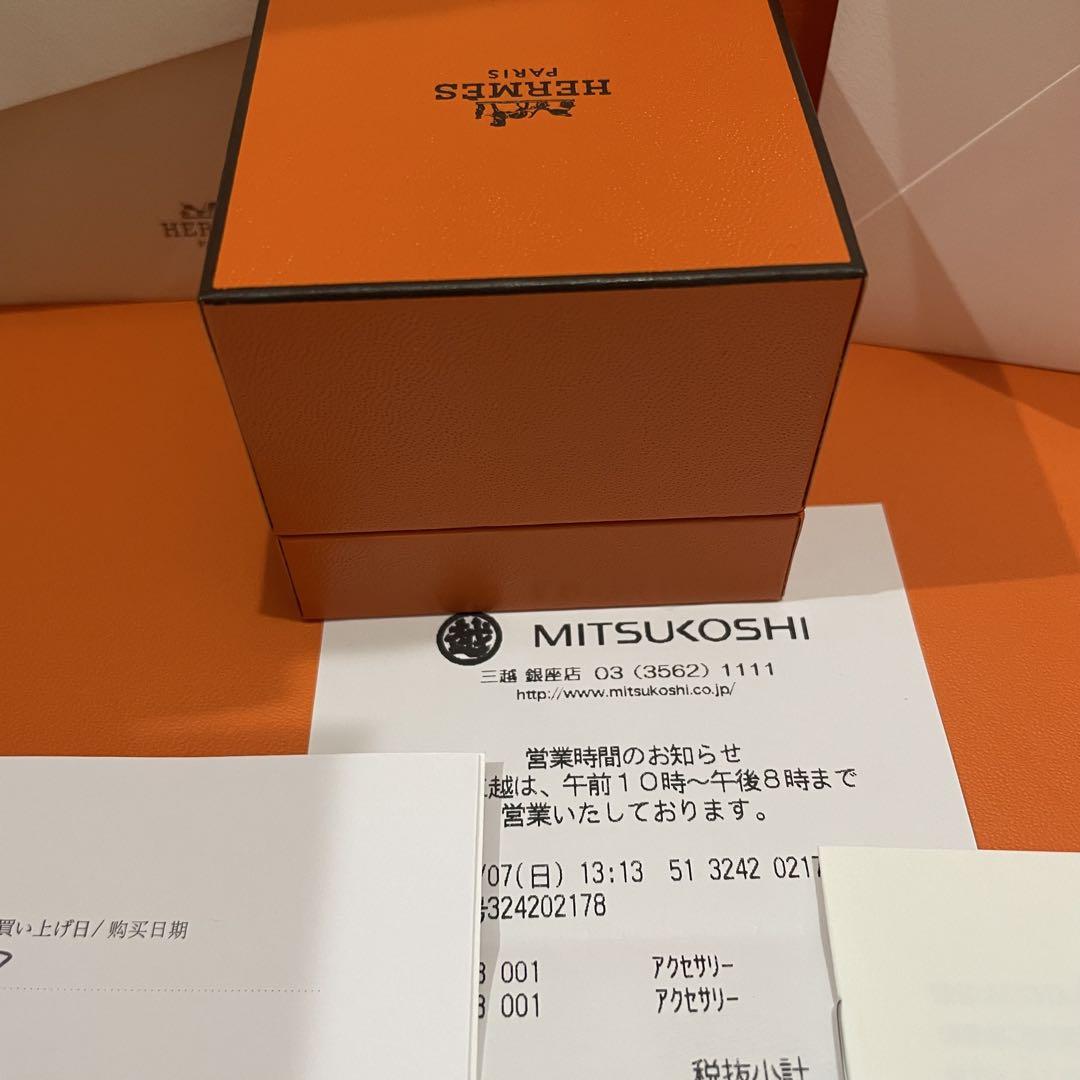 HERMÈS
PARIS
HER
越 MITSUKOSHI
三越 銀座店 03 (3562) 1111
http://www.mitsukoshi.co.jp/
営業時間のお知らせ
越は、午前10時～午後8時まで
営業いたしております。
/07(日) 13:13 51 3242 0217
324202178
買い上げ日/购买日期
001 アクセサリー
001 アクセサリー
税抜小計